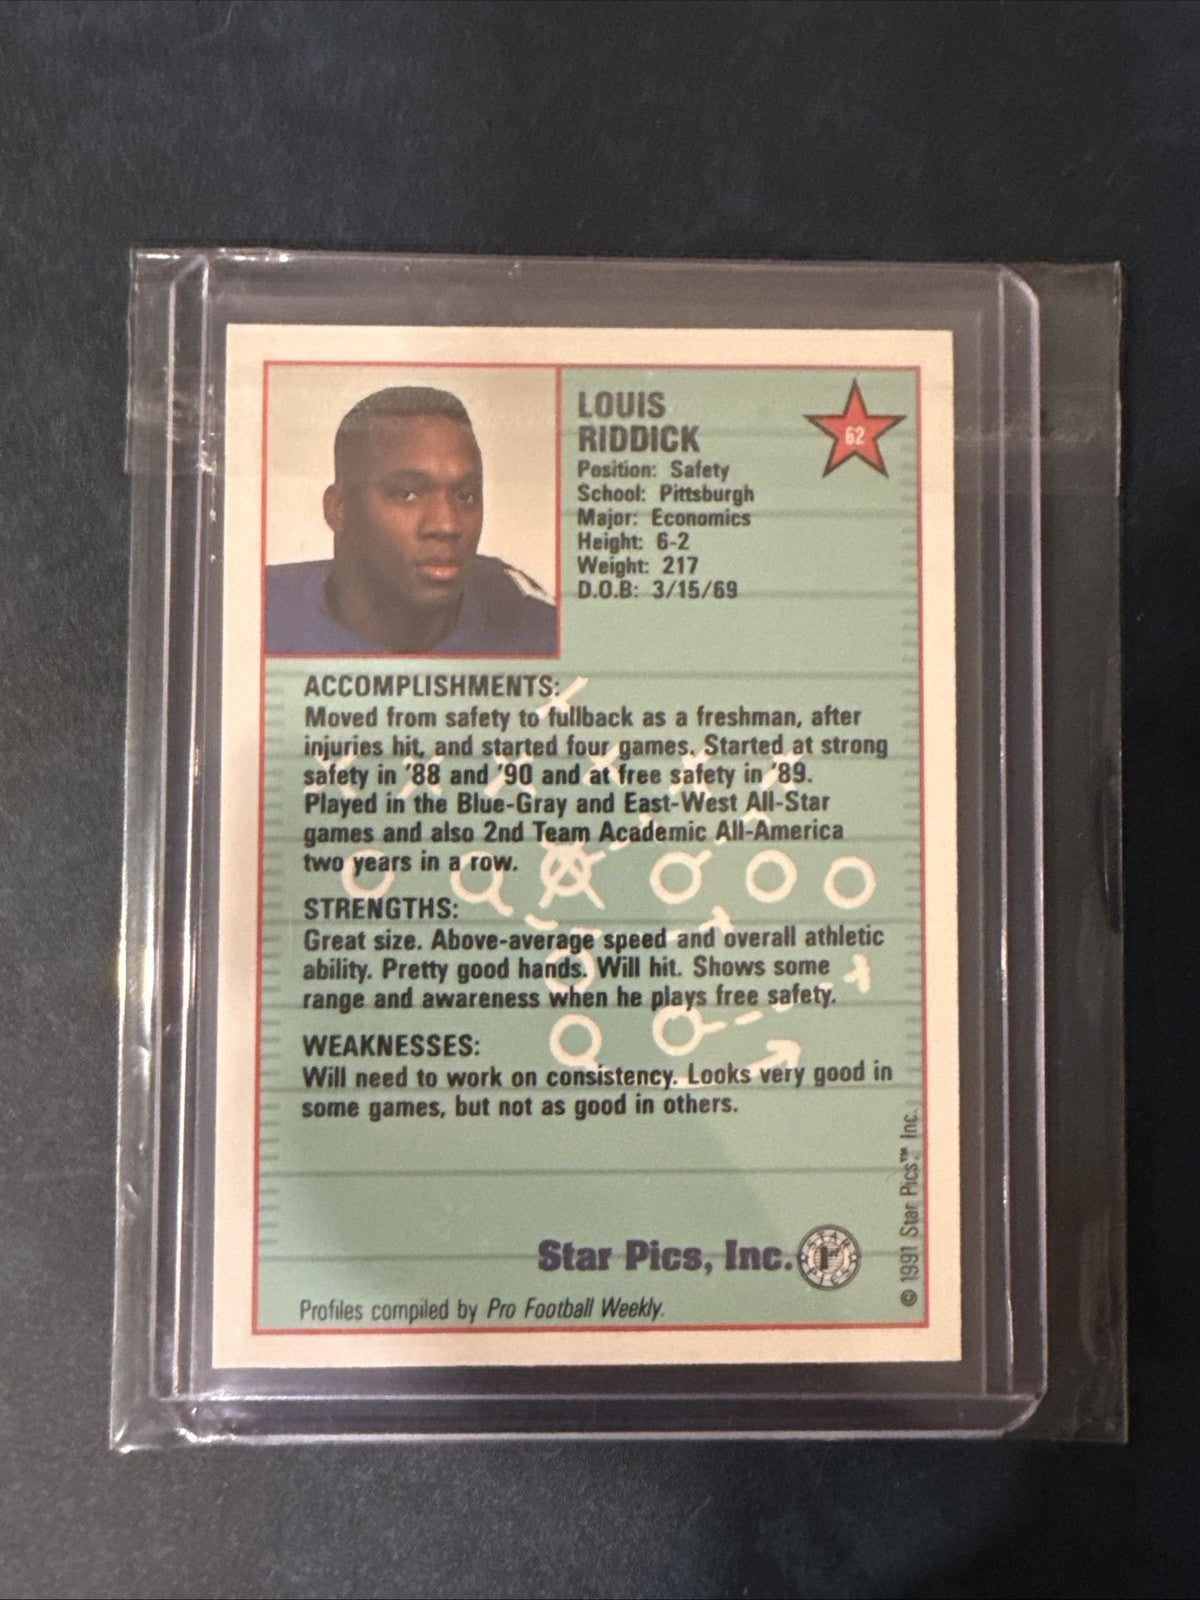 LOUIS
RIDDICK
62
Position: Safety
School: Pittsburgh
Major: Economics
Height: 6-2
Weight: 217
D.O.B: 3/15/69
ACCOMPLISHMENTS:
Moved from safety to fullback as a freshman, after
injuries hit, and started four games. Started at strong
safety in '88 and '90 and at free safety in '89.
Played in the Blue-Gray and East-West All-Star
games and also 2nd Team Academic All-America
two years in a row.
STRENGTHS:
Great size. Above-average speed and overall athletic
ability. Pretty good hands. Will hit. Shows some
range and awareness when he plays free safety.
WEAKNESSES:
Will need to work on consistency. Looks very good in
some games, but not as good in others.
Star Pics, Inc.
STAR
1st
PICS
Profiles compiled by Pro Football Weekly.
© 1991 Star Pics™, Inc.